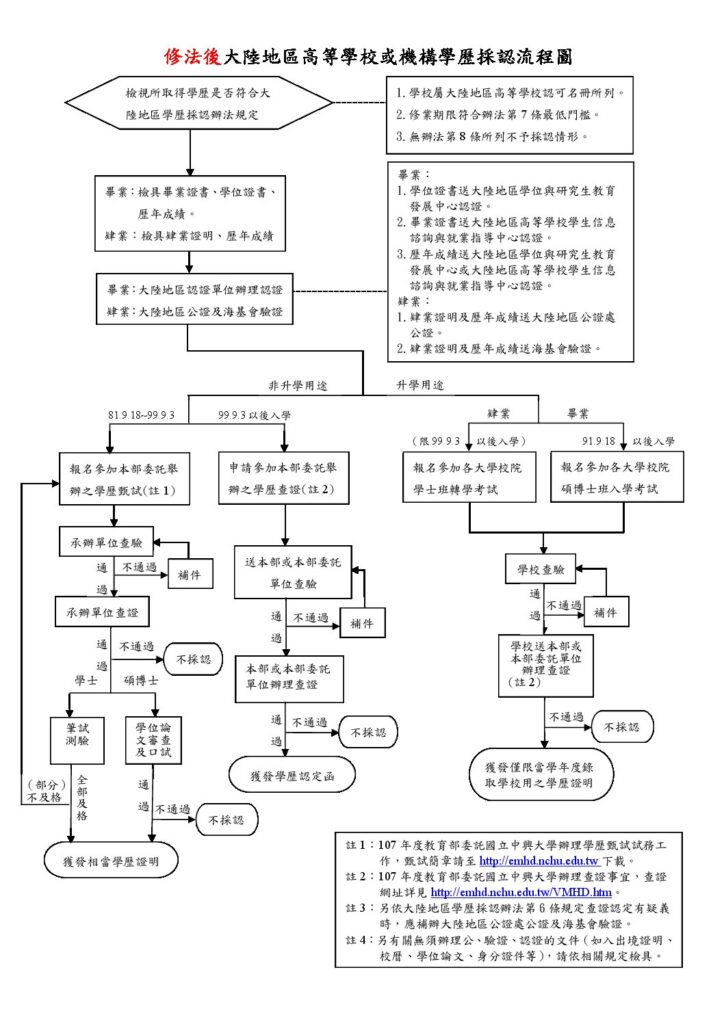 修法後大陸地區高等學校或機構學歷採認流程圖
檢視所取得學歷是否符合大
陸地區學歷採認辦法規定
1. 學校屬大陸地區高等學校認可名冊所列。
2. 修業期限符合辦法第 7 條最低門檻。
3. 無辦法第 8 條所列不予採認情形。
畢業：檢具畢業證書、學位證書、
歷年成績。
肄業：檢具肄業證明、歷年成績
畢業：
1. 學位證書送大陸地區學位與研究生教育
發展中心認證。
2. 畢業證書送大陸地區高等學校學生信息
諮詢與就業指導中心認證。
3. 歷年成績送大陸地區學位與研究生教育
發展中心或大陸地區高等學校學生信息
諮詢與就業指導中心認證。
肄業：
1. 肄業證明及歷年成績送大陸地區公證處
公證。
2. 肄業證明及歷年成績送海基會驗證。
畢業：大陸地區認證單位辦理認證
肄業：大陸地區公證及海基會驗證
非升學用途
升學用途
81.9.18~99.9.3
99.9.3 以後入學
肄業
畢業
（限 99.9.3 以後入學）
91.9.18 以後入學
報名參加本部委託舉
辦之學歷甄試(註 1)
申請參加本部委託舉
辦之學歷查證(註 2)
報名參加各大學校院
學士班轉學考試
報名參加各大學校院
碩博士班入學考試
承辦單位查驗
通
過
不通過
補件
承辦單位查證
通
過
不通過
不採認
學士
碩博士
筆試
測驗
學位論
文審查
及口試
（部分）
不及格
全
部
及
格
通
過
不通過
不採認
獲發相當學歷證明
送本部或本部委託
單位查驗
通
過
不通過
補件
本部或本部委託
單位辦理查證
通
過
不通過
不採認
獲發學歷認定函
學校查驗
通
過
不通過
補件
學校送本部或
本部委託單位
辦理查證
（註 2）
不通過
不採認
獲發僅限當學年度錄
取學校用之學歷證明
註 1：107 年度教育部委託國立中興大學辦理學歷甄試試務工
作，甄試簡章請至 http://emhd.nchu.edu.tw 下載。
註 2：107 年度教育部委託國立中興大學辦理查證事宜，查證
網址詳見 http://emhd.nchu.edu.tw/VMHD.htm。
註 3：另依大陸地區學歷採認辦法第 6 條規定查證認定有疑義
時，應補辦大陸地區公證處公證及海基會驗證。
註 4：另有關無須辦理公、驗證、認證的文件（如入出境證明、
校曆、學位論文、身分證件等），請依相關規定檢具。